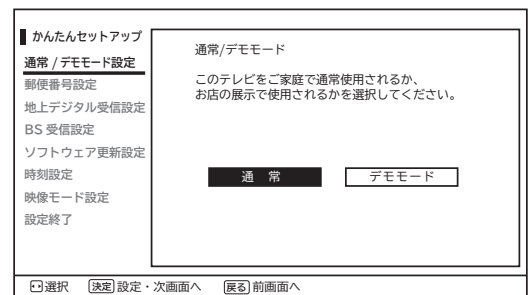 かんたんセットアップ
通常 / デモモード設定
郵便番号設定
地上デジタル受信設定
BS 受信設定
ソフトウェア更新設定
時刻設定
映像モード設定
設定終了
通常/デモモード
このテレビをご家庭で通常使用されるか、
お店の展示で使用されるかを選択してください。
通 常 デモモード
選択 決定 設定・次画面へ 戻る 前画面へ